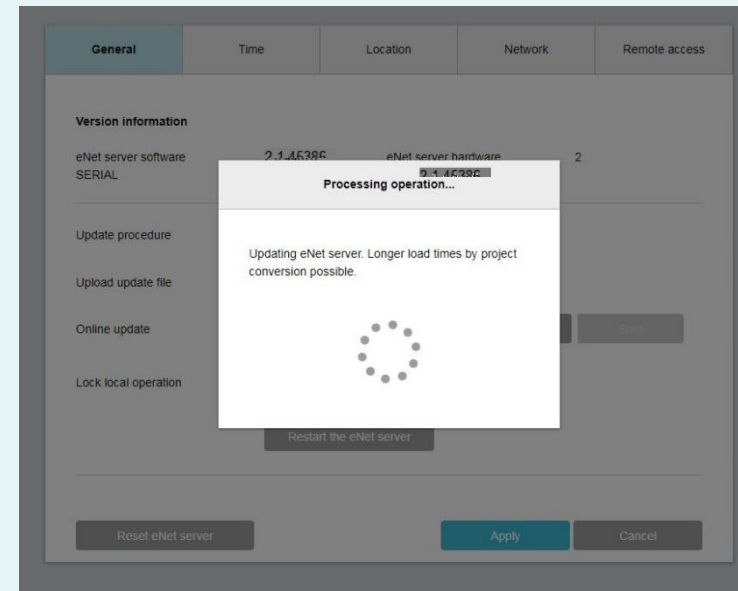 General Time Location Network Remote access
Version information
eNet server software 2.1.46386 eNet server hardware 2
SERIAL
Processing operation...
Update procedure
Updating eNet server. Longer load times by project
conversion possible.
Upload update file
Online update Start
Lock local operation
Restart the eNet server
Reset eNet server Apply Cancel